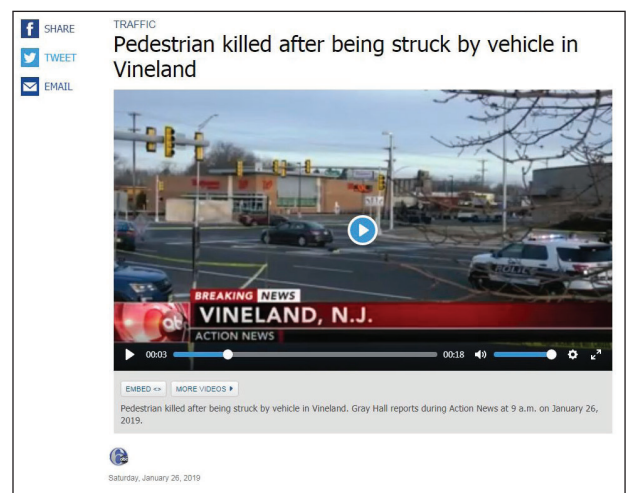 SHARE
TWEET
EMAIL
TRAFFIC
Pedestrian killed after being struck by vehicle in
Vineland
POLICE
BREAKING NEWS
VINELAND, N.J.
abc
ACTION NEWS
00:03
00:18
EMBED <>
MORE VIDEOS
Pedestrian killed after being struck by vehicle in Vineland. Gray Hall reports during Action News at 9 a.m. on January 26,
2019.
Saturday, January 26, 2019